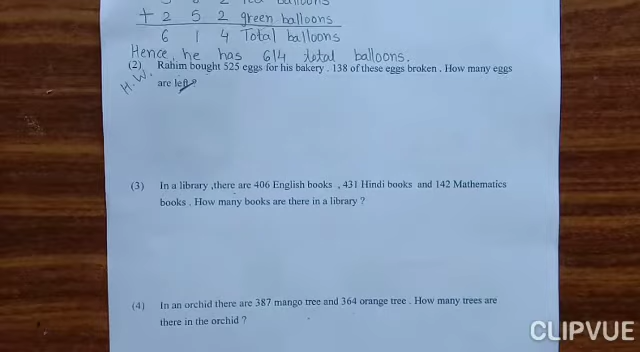 + 2 5 2 green balloons
6 1 4 Total balloons
Hence, he has 614 total balloons.
(2) Rahim bought 525 eggs for his bakery . 138 of these eggs broken . How many eggs
H.W. are left?
(3) In a library ,there are 406 English books , 431 Hindi books and 142 Mathematics
books . How many books are there in a library ?
(4) In an orchid there are 387 mango tree and 364 orange tree . How many trees are
there in the orchid ?
CLIPVUE